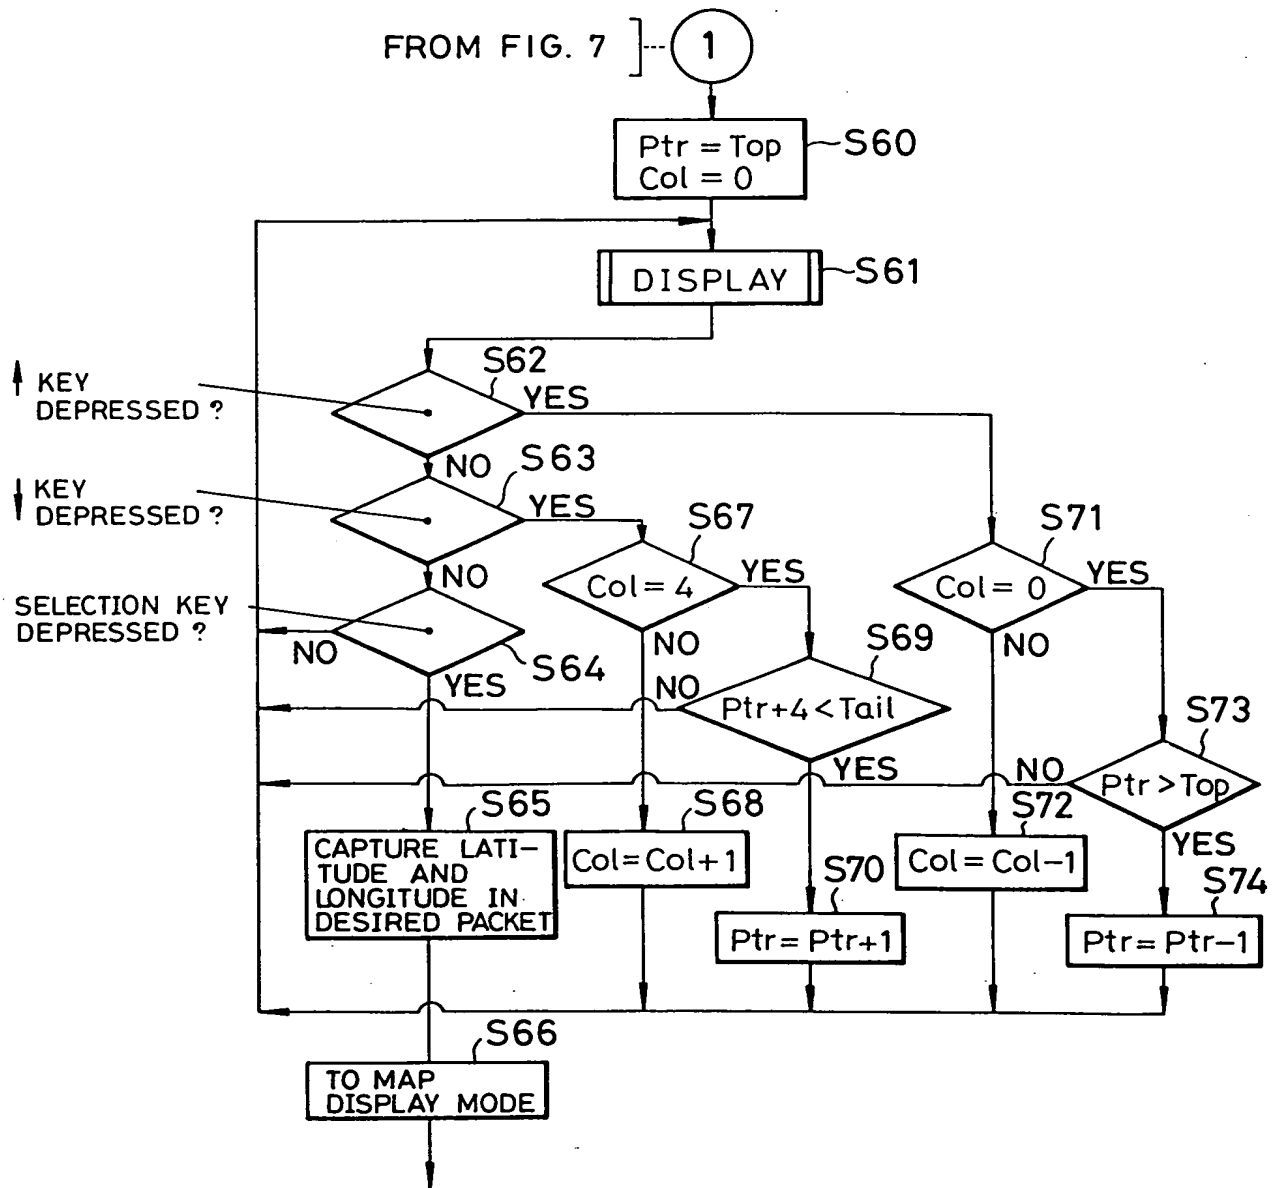 FROM FIG. 7
1
Ptr = Top
Col = 0
S60
DISPLAY
S61
S62
↑ KEY
DEPRESSED ?
YES
NO
S63
↓ KEY
DEPRESSED ?
YES
NO
S67
Col = 4
YES
NO
S71
Col = 0
YES
NO
SELECTION KEY
DEPRESSED ?
NO
S64
YES
S69
NO
Ptr+4 < Tail
YES
S73
NO
Ptr > Top
YES
S65
CAPTURE LATI-
TUDE AND
LONGITUDE IN
DESIRED PACKET
S68
Col = Col+1
S72
Col = Col-1
S70
Ptr = Ptr+1
S74
Ptr = Ptr-1
S66
TO MAP
DISPLAY MODE